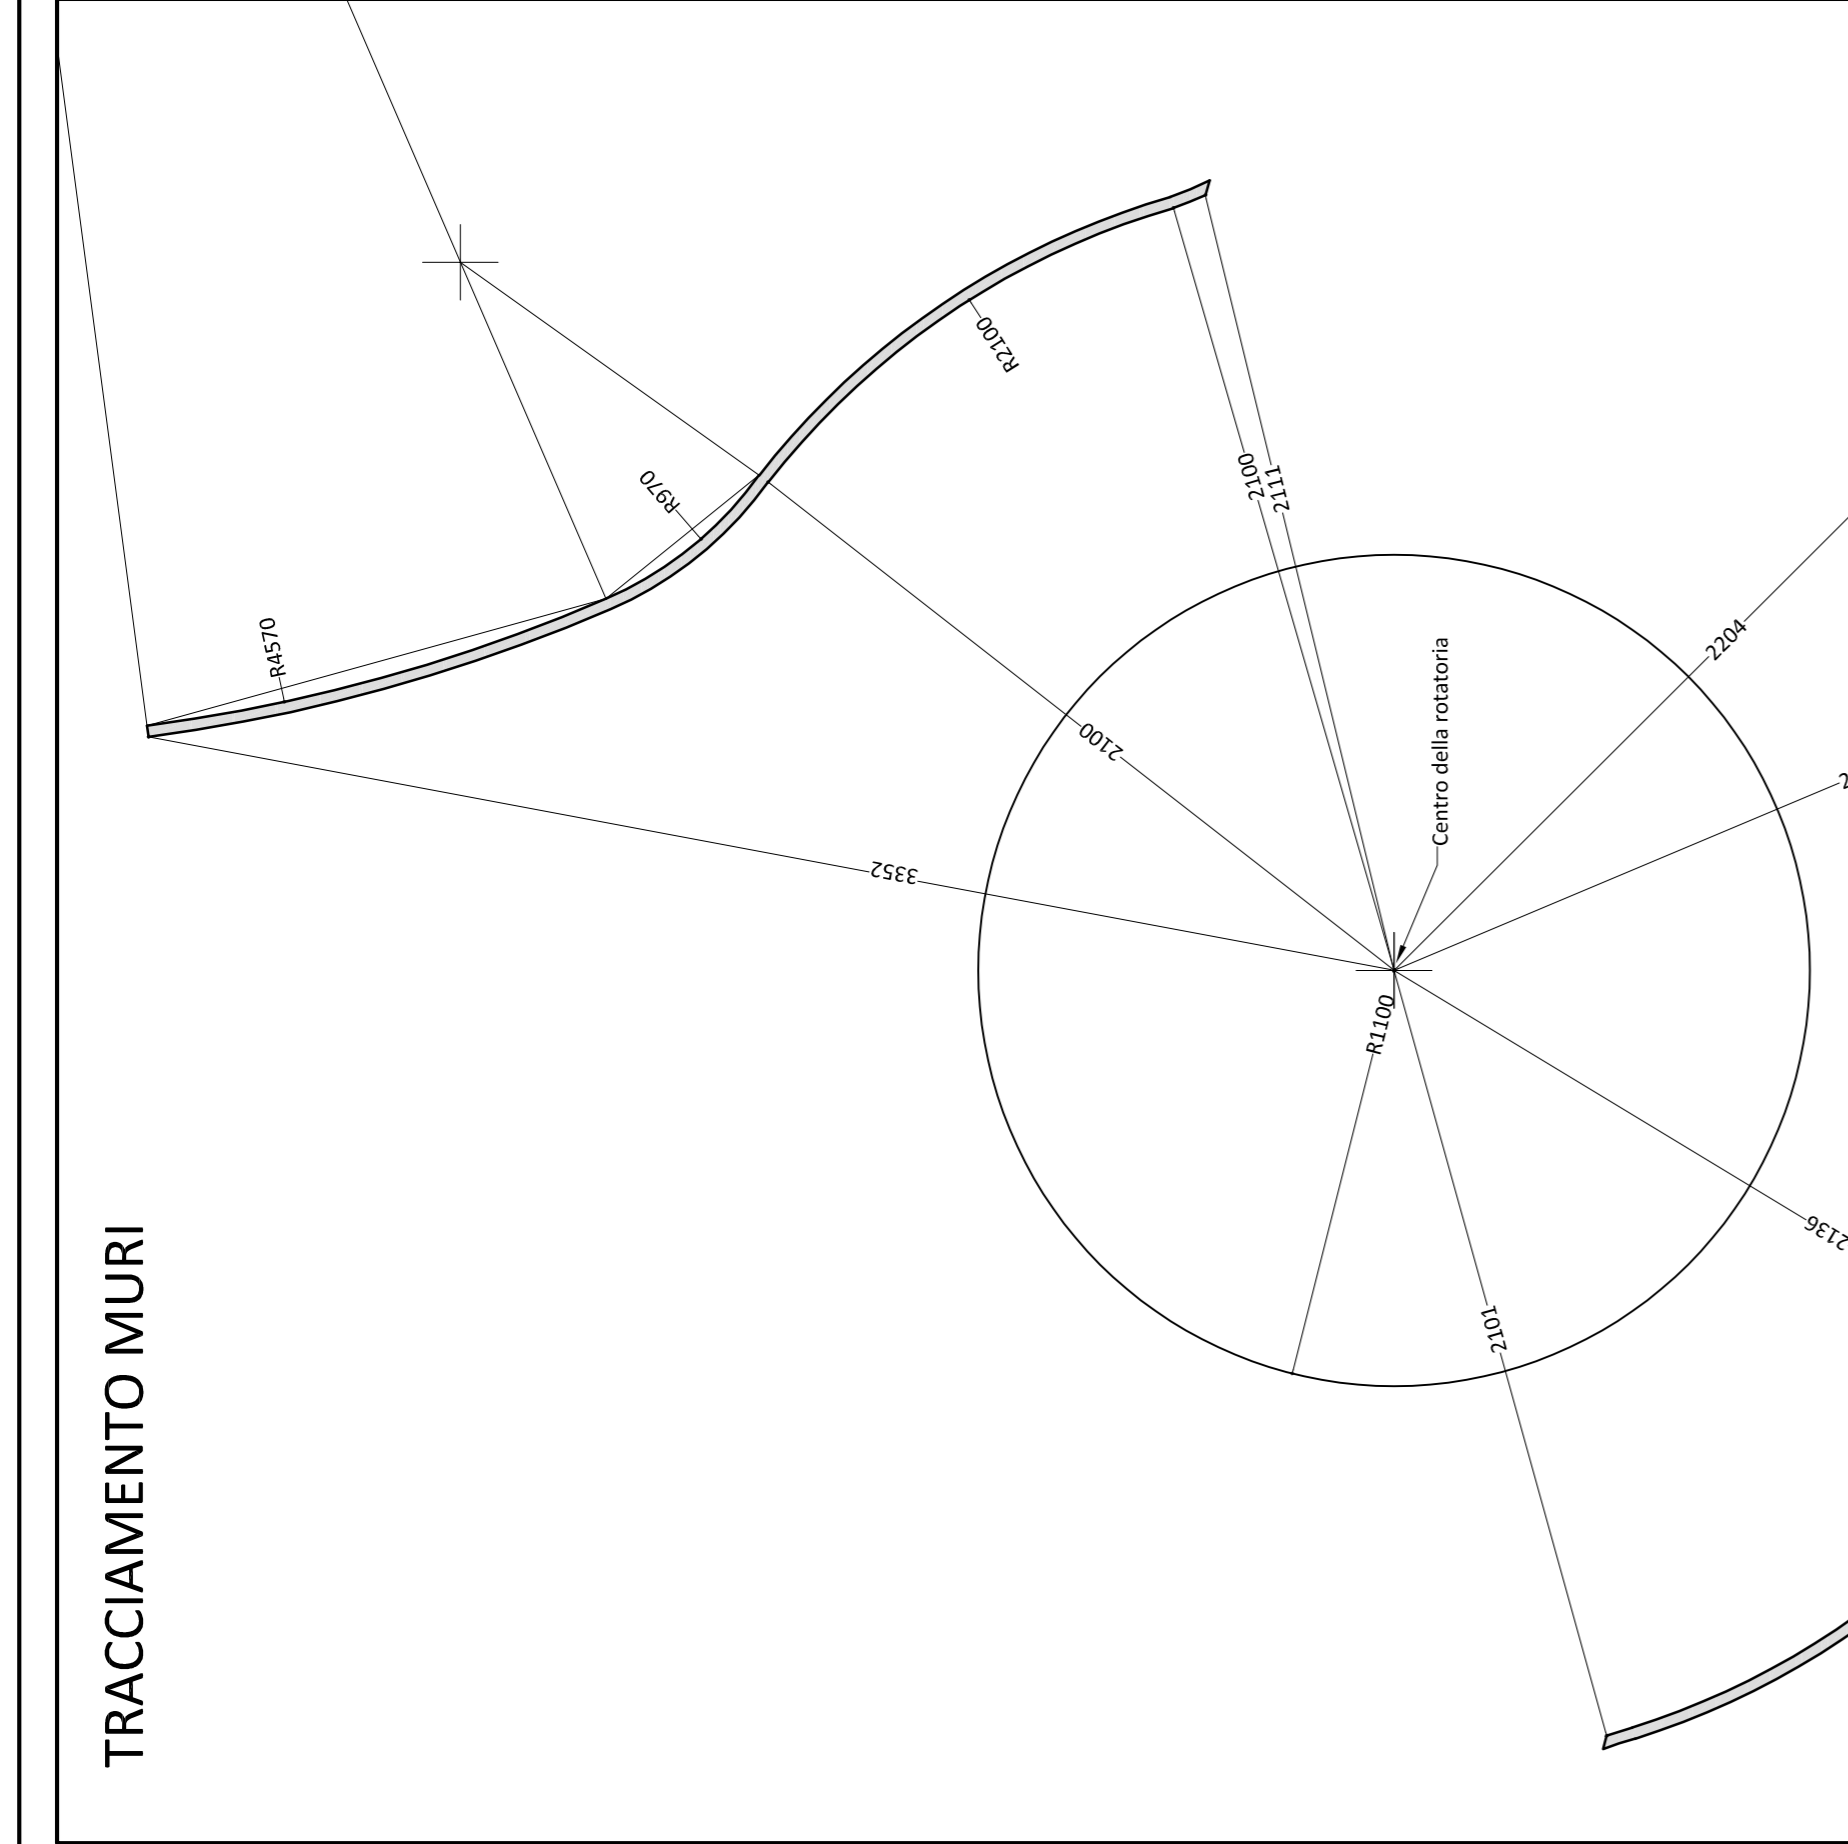 TRACCIAMENTO MURI
R4570
R970
R2100
2100
2111
2204
2100
Centro della rotatoria
3352
R1100
2136
2101